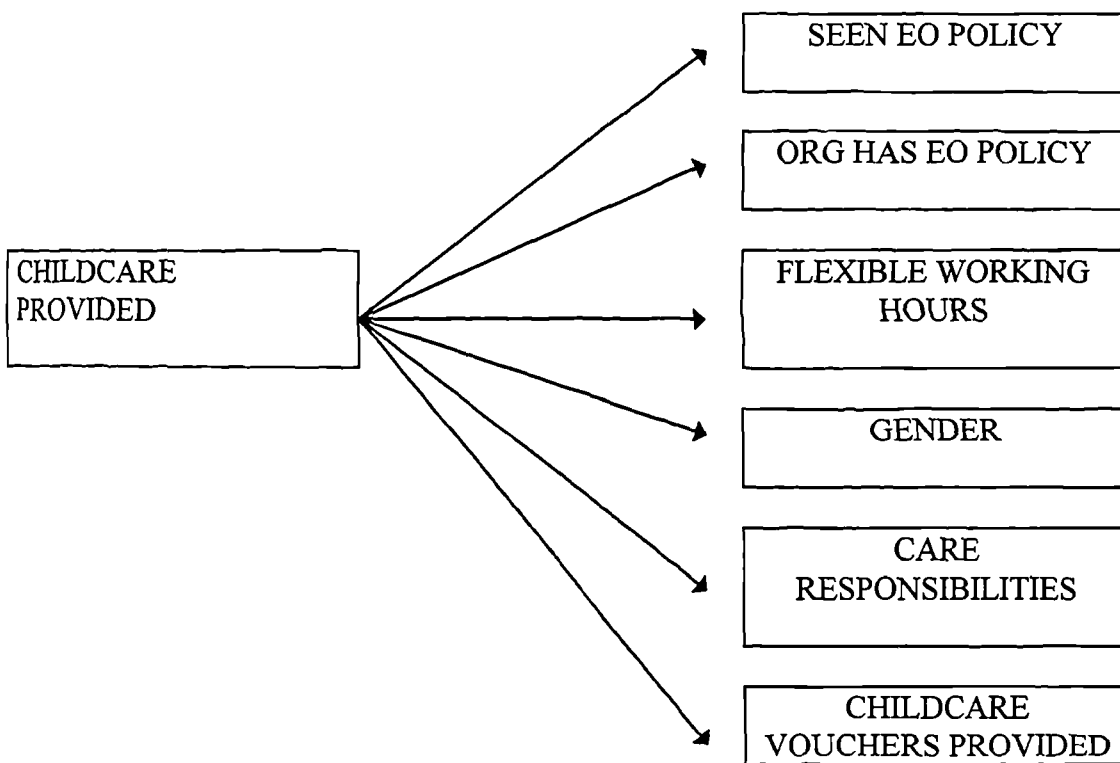 SEEN EO POLICY
ORG HAS EO POLICY
CHILDCARE
PROVIDED
FLEXIBLE WORKING
HOURS
GENDER
CARE
RESPONSIBILITIES
CHILDCARE
VOUCHERS PROVIDED